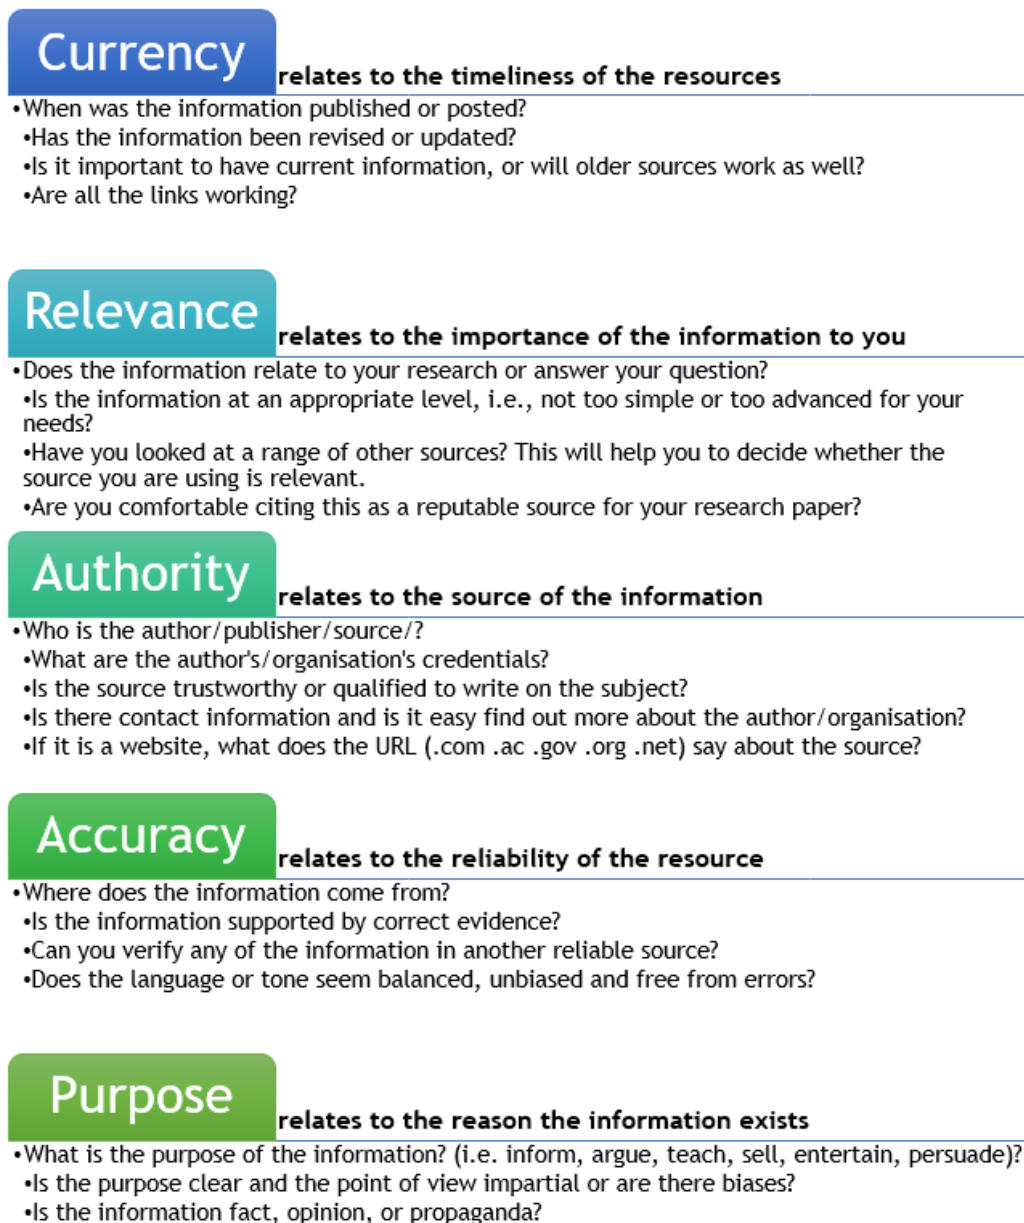 Currency
relates to the timeliness of the resources
•When was the information published or posted?
•Has the information been revised or updated?
•Is it important to have current information, or will older sources work as well?
•Are all the links working?
Relevance
relates to the importance of the information to you
•Does the information relate to your research or answer your question?
•Is the information at an appropriate level, i.e., not too simple or too advanced for your
needs?
•Have you looked at a range of other sources? This will help you to decide whether the
source you are using is relevant.
•Are you comfortable citing this as a reputable source for your research paper?
Authority
relates to the source of the information
•Who is the author/publisher/source/?
•What are the author's/organisation's credentials?
•Is the source trustworthy or qualified to write on the subject?
•Is there contact information and is it easy find out more about the author/organisation?
•If it is a website, what does the URL (.com .ac .gov .org .net) say about the source?
Accuracy
relates to the reliability of the resource
•Where does the information come from?
•Is the information supported by correct evidence?
•Can you verify any of the information in another reliable source?
•Does the language or tone seem balanced, unbiased and free from errors?
Purpose
relates to the reason the information exists
•What is the purpose of the information? (i.e. inform, argue, teach, sell, entertain, persuade)?
•Is the purpose clear and the point of view impartial or are there biases?
•Is the information fact, opinion, or propaganda?